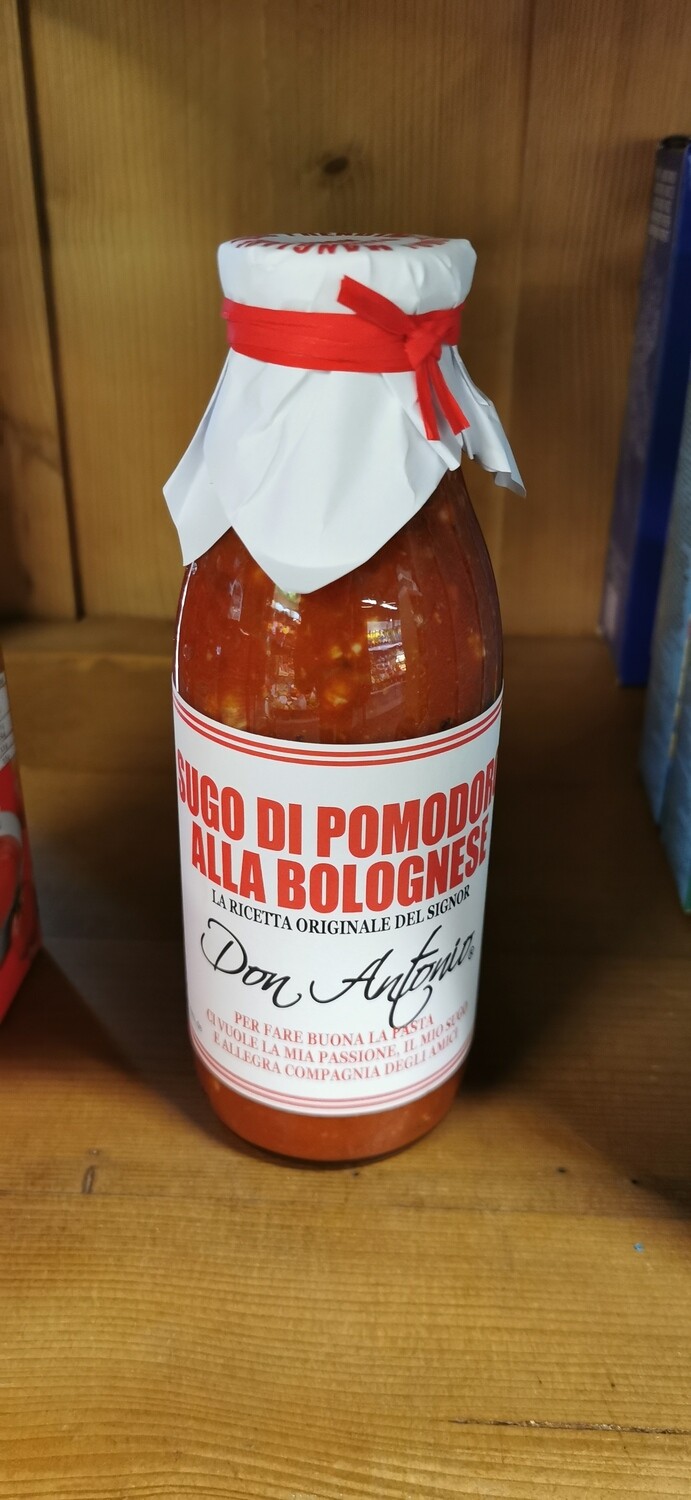 SUGO DI POMODORO
ALLA BOLOGNESE
LA RICETTA ORIGINALE DEL SIGNOR
Don Antonio®
PER FARE BUONA LA PASTA
CI VUOLE LA MIA PASSIONE, IL MIO SUGO
E ALLEGRA COMPAGNIA DEGLI AMICI